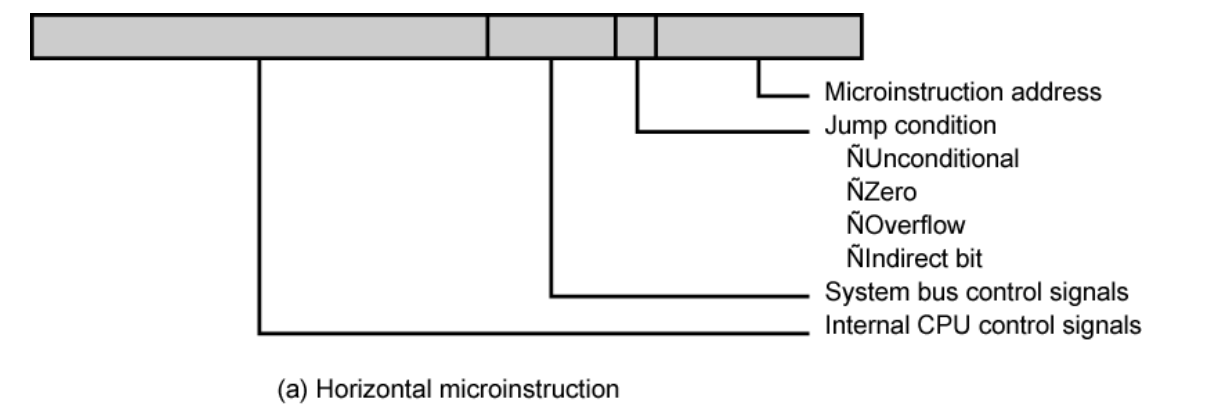 Microinstruction address
Jump condition
ÑUnconditional
ÑZero
ÑOverflow
ÑIndirect bit
System bus control signals
Internal CPU control signals
(a) Horizontal microinstruction